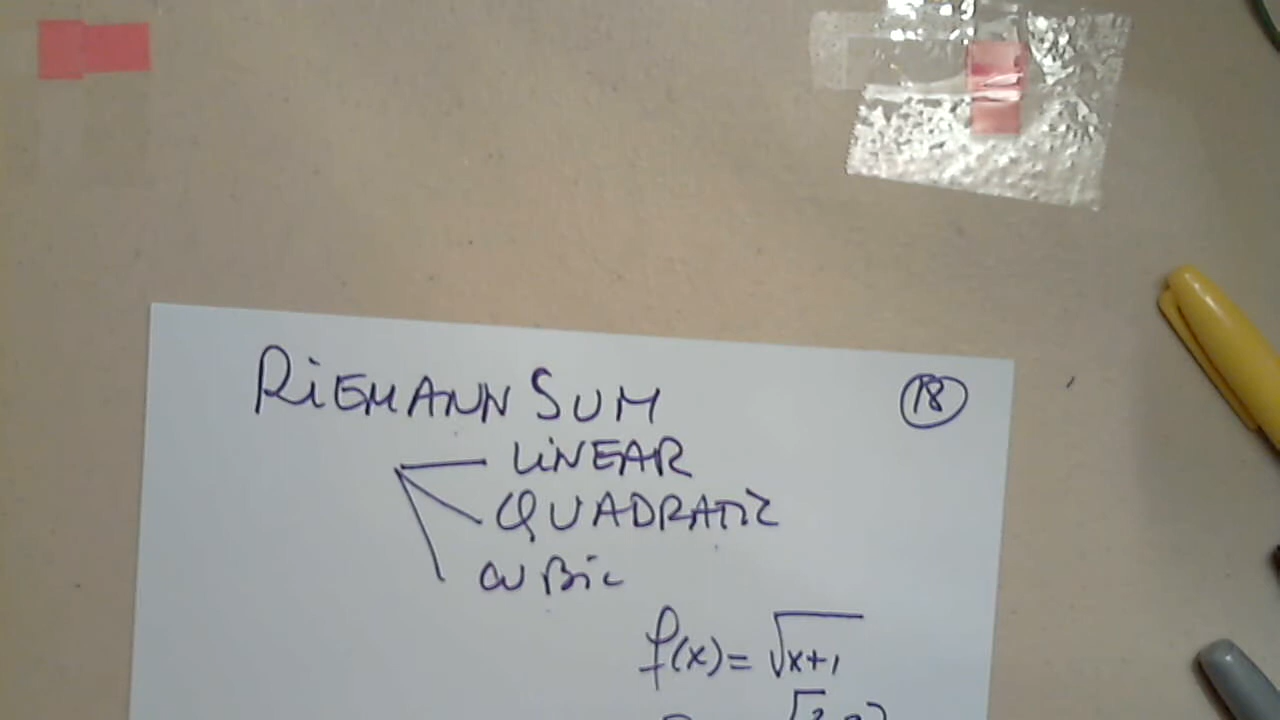 RiEMANN SUM
18
LiNEAR
QUADRATiC
CUBiC
f(x) = √x+1